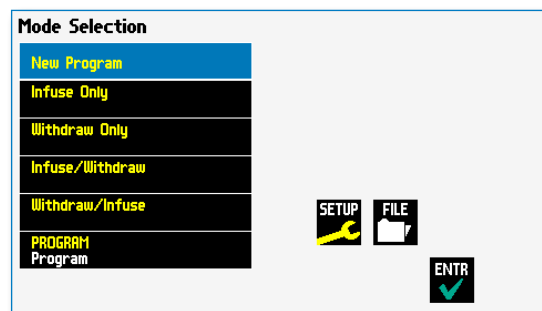 Mode Selection
New Program
Infuse Only
Withdraw Only
Infuse/Withdraw
Withdraw/Infuse
PROGRAM
Program
SETUP
FILE
ENTR